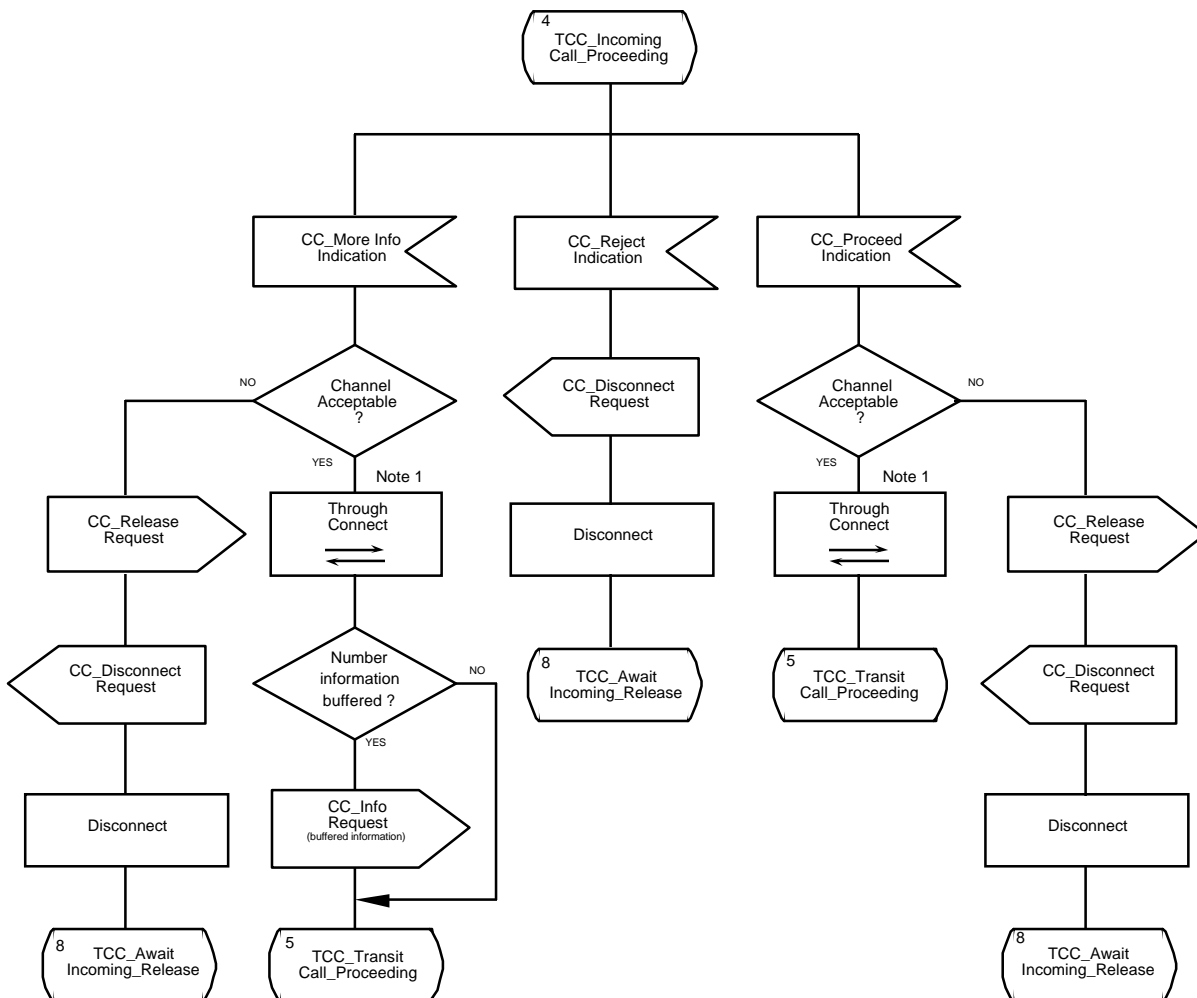 4
TCC_Incoming
Call_Proceeding
CC_More Info
Indication
CC_Reject
Indication
CC_Proceed
Indication
NO
Channel
Acceptable
?
YES
CC_Disconnect
Request
Channel
Acceptable
?
NO
YES
Note 1
Through
Connect
CC_Release
Request
Disconnect
Note 1
Through
Connect
CC_Release
Request
CC_Disconnect
Request
Number
information
buffered ?
NO
YES
8
TCC_Await
Incoming_Release
5
TCC_Transit
Call_Proceeding
CC_Disconnect
Request
Disconnect
CC_Info
Request
(buffered information)
Disconnect
8
TCC_Await
Incoming_Release
5
TCC_Transit
Call_Proceeding
8
TCC_Await
Incoming_Release